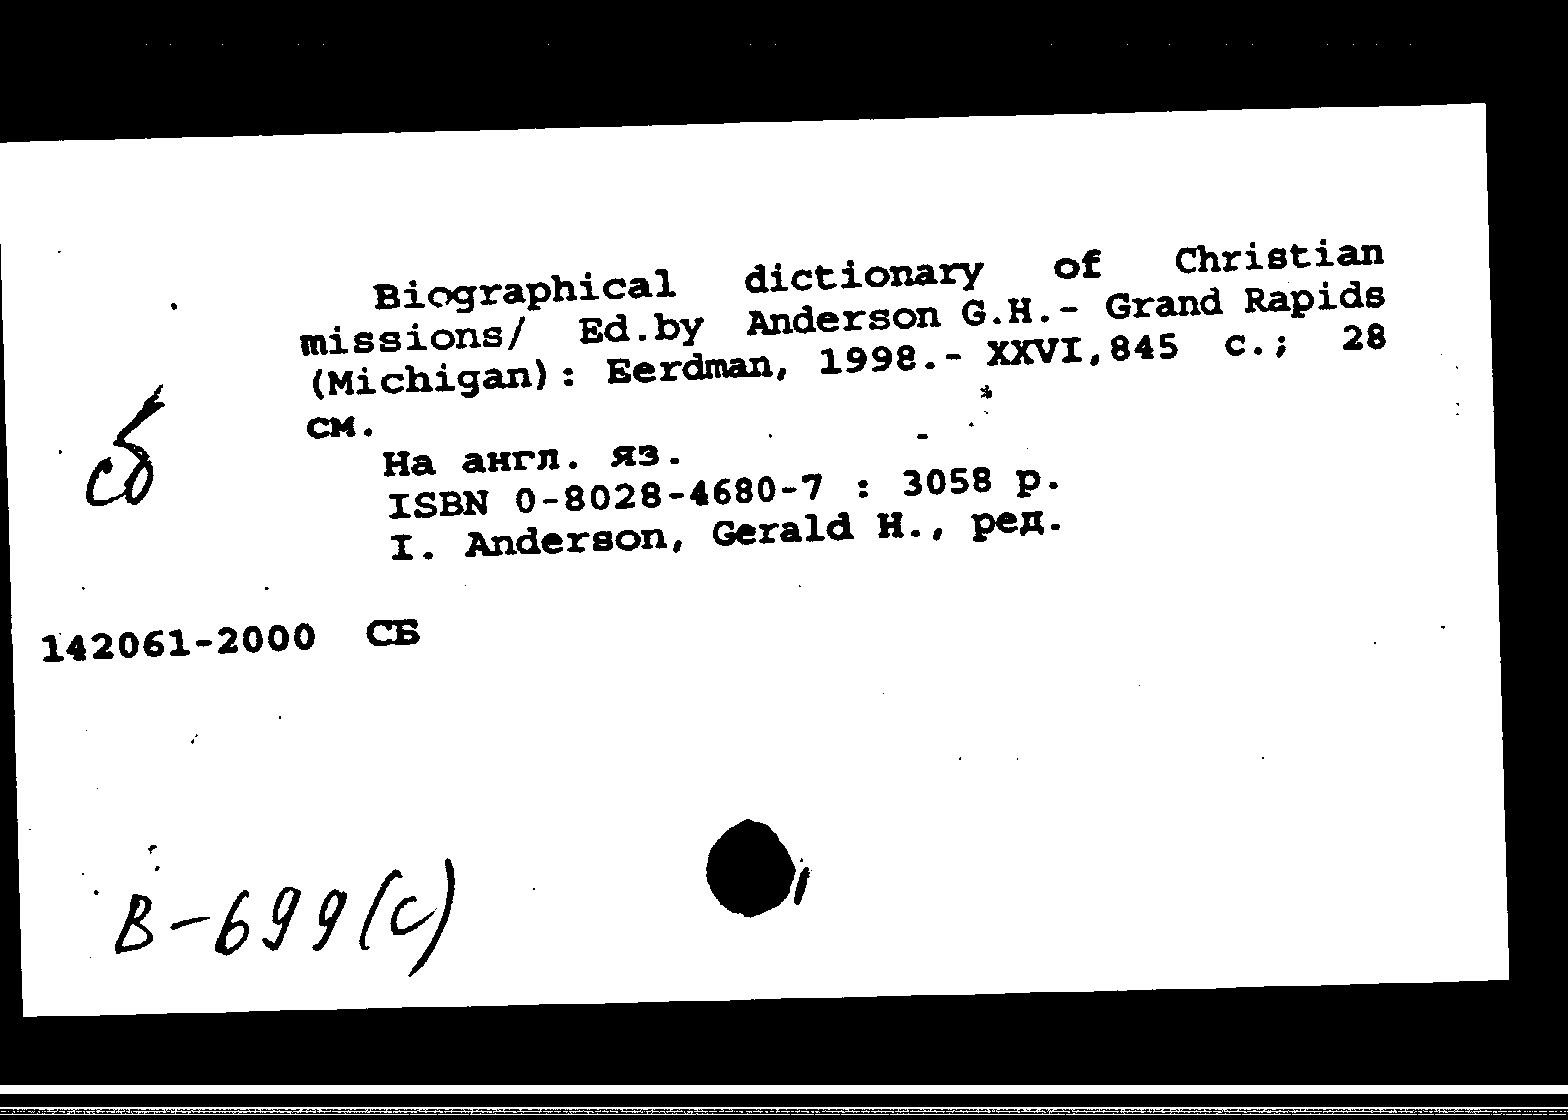 Biographical dictionary of Christian
missions/ Ed.by Anderson G.H.- Grand Rapids
(Michigan): Eerdman, 1998.- XXVI,845 с.; 28
см.
На англ. яз.
ISBN 0-8028-4680-7 : 3058 р.
I. Anderson, Gerald H., ред.
сб
142061-2000 СБ
В-699(с)